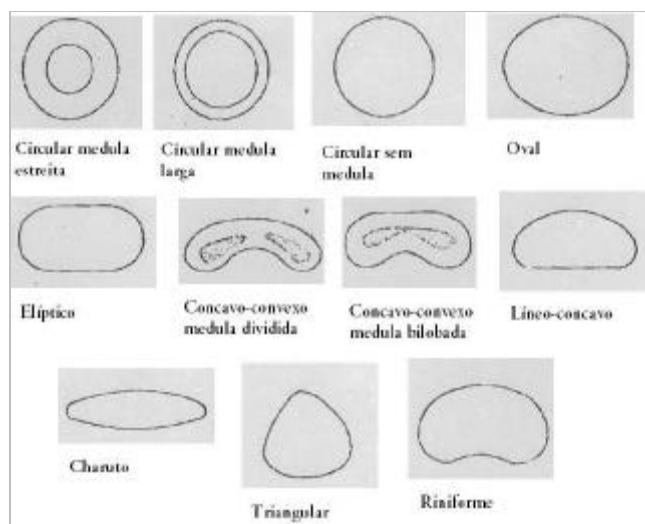 Circular medula
estreita
Circular medula
larga
Circular sem
medula
Oval
Elíptico
Concavo-convexo
medula dividida
Concavo-convexo
medula bilobada
Líneo-concavo
Charuto
Triangular
Riniforme